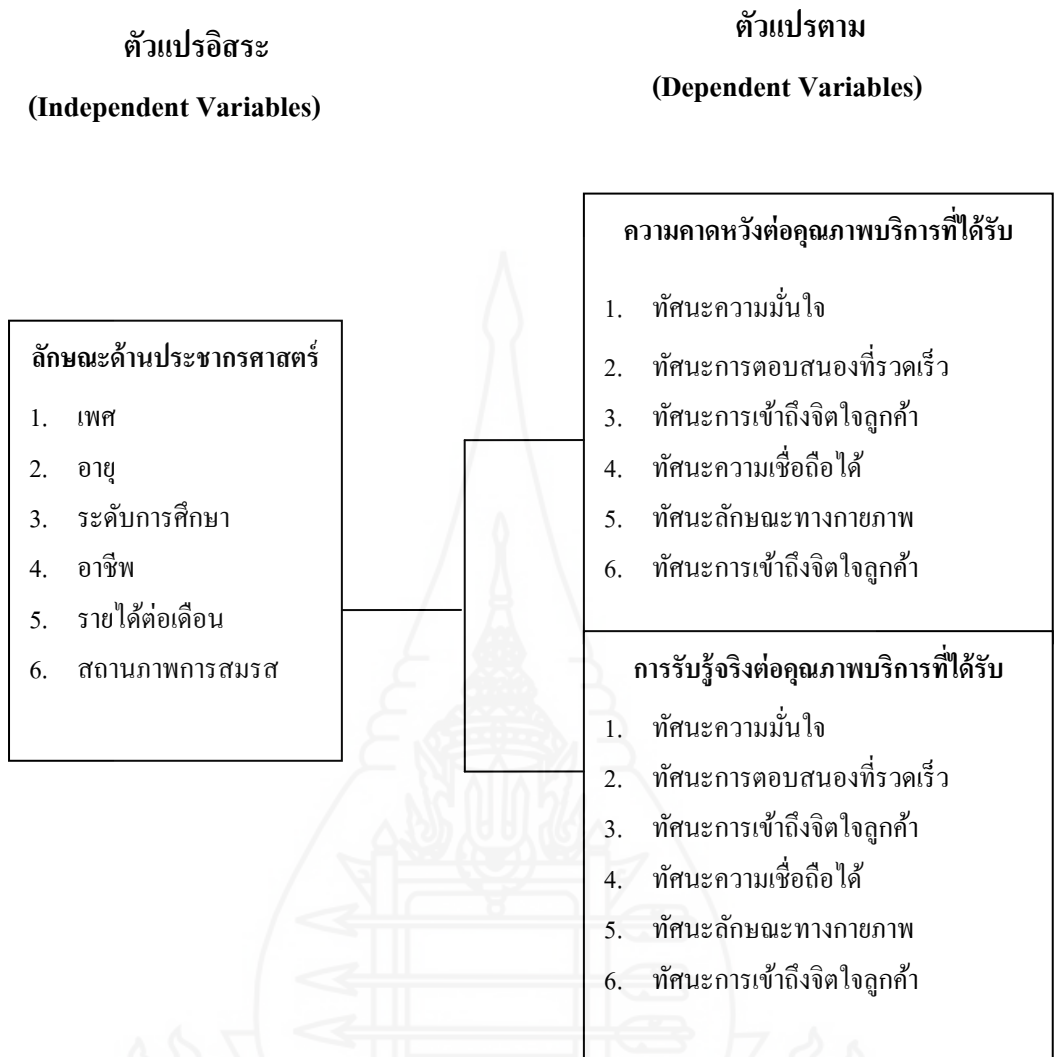 ตัวแปรอิสระ
(Independent Variables)
ตัวแปรตาม
(Dependent Variables)
ลักษณะด้านประชากรศาสตร์
1. เพศ
2. อายุ
3. ระดับการศึกษา
4. อาชีพ
5. รายได้ต่อเดือน
6. สถานภาพการสมรส
ความคาดหวังต่อคุณภาพบริการที่ได้รับ
1. ทัศนะความมั่นใจ
2. ทัศนะการตอบสนองที่รวดเร็ว
3. ทัศนะการเข้าถึงจิตใจลูกค้า
4. ทัศนะความเชื่อถือได้
5. ทัศนะลักษณะทางกายภาพ
6. ทัศนะการเข้าถึงจิตใจลูกค้า
การรับรู้จริงต่อคุณภาพบริการที่ได้รับ
1. ทัศนะความมั่นใจ
2. ทัศนะการตอบสนองที่รวดเร็ว
3. ทัศนะการเข้าถึงจิตใจลูกค้า
4. ทัศนะความเชื่อถือได้
5. ทัศนะลักษณะทางกายภาพ
6. ทัศนะการเข้าถึงจิตใจลูกค้า